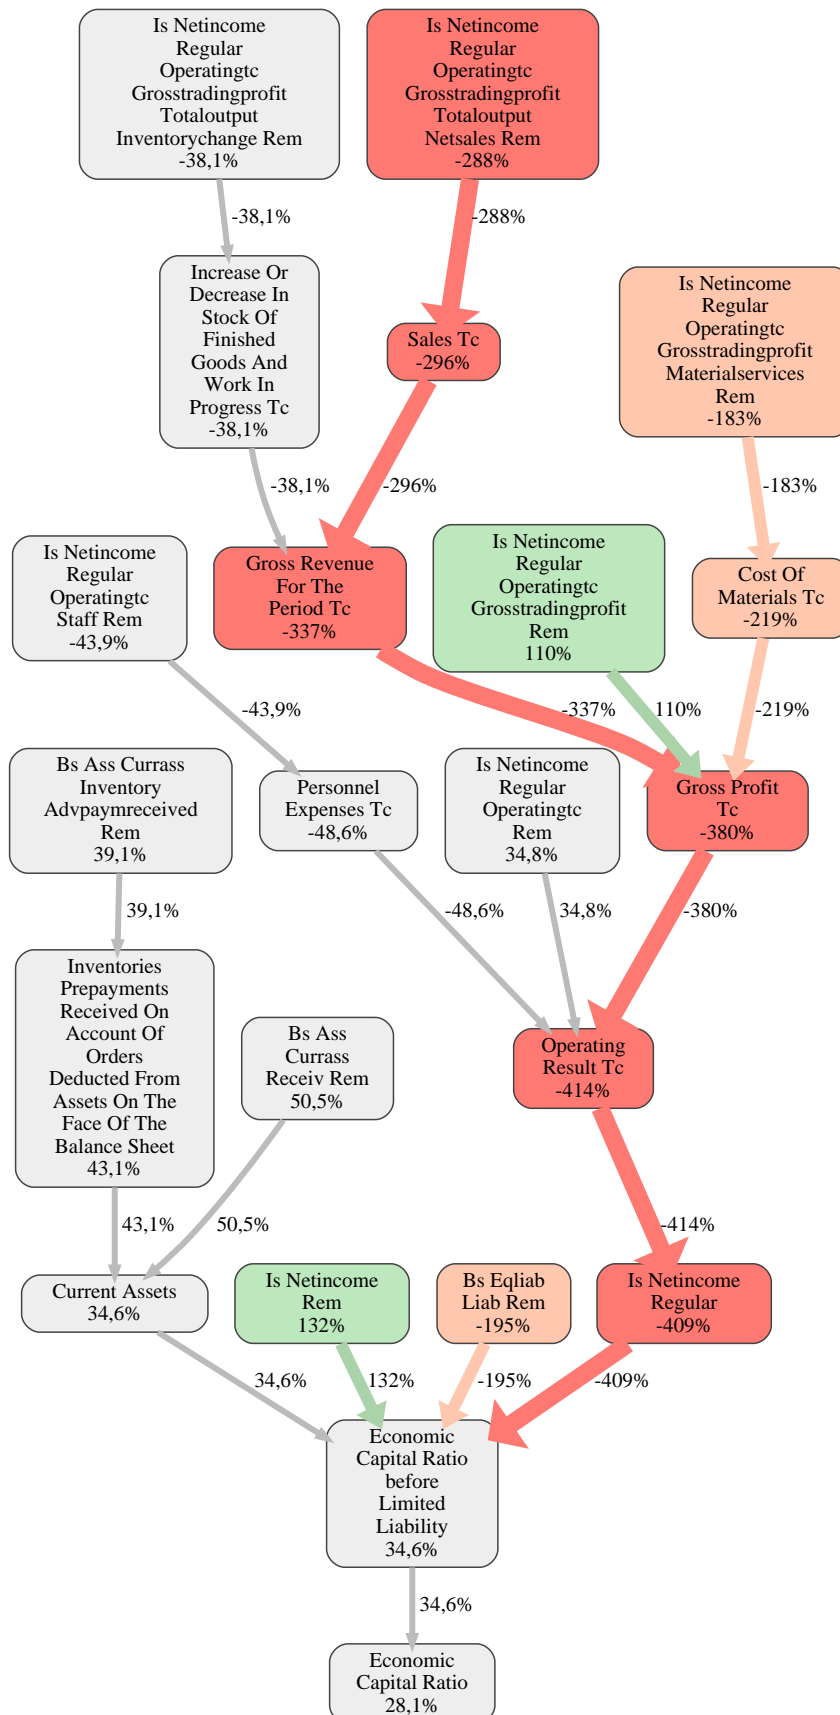 Is Netincome
Regular
Operatingtc
Grosstradingprofit
Totaloutput
Inventorychange Rem
-38,1%
Is Netincome
Regular
Operatingtc
Grosstradingprofit
Totaloutput
Netsales Rem
-288%
-38,1%
-288%
Increase Or
Decrease In
Stock Of
Finished
Goods And
Work In
Progress Tc
-38,1%
Sales Tc
-296%
Is Netincome
Regular
Operatingtc
Grosstradingprofit
Materialservices
Rem
-183%
-38,1%
-296%
-183%
Is Netincome
Regular
Operatingtc
Staff Rem
-43,9%
Gross Revenue
For The
Period Tc
-337%
Is Netincome
Regular
Operatingtc
Grosstradingprofit
Rem
110%
Cost Of
Materials Tc
-219%
-43,9%
-337%
110%
-219%
Bs Ass Currass
Inventory
Advpaymreceived
Rem
39,1%
Personnel
Expenses Tc
-48,6%
Is Netincome
Regular
Operatingtc
Rem
34,8%
Gross Profit
Tc
-380%
39,1%
-48,6%
34,8%
-380%
Inventories
Prepayments
Received On
Account Of
Orders
Deducted From
Assets On The
Face Of The
Balance Sheet
43,1%
Bs Ass
Currass
Receiv Rem
50,5%
Operating
Result Tc
-414%
43,1%
50,5%
-414%
Current Assets
34,6%
Is Netincome
Rem
132%
Bs Eqliab
Liab Rem
-195%
Is Netincome
Regular
-409%
34,6%
132%
-195%
-409%
Economic
Capital Ratio
before
Limited
Liability
34,6%
34,6%
Economic
Capital Ratio
28,1%